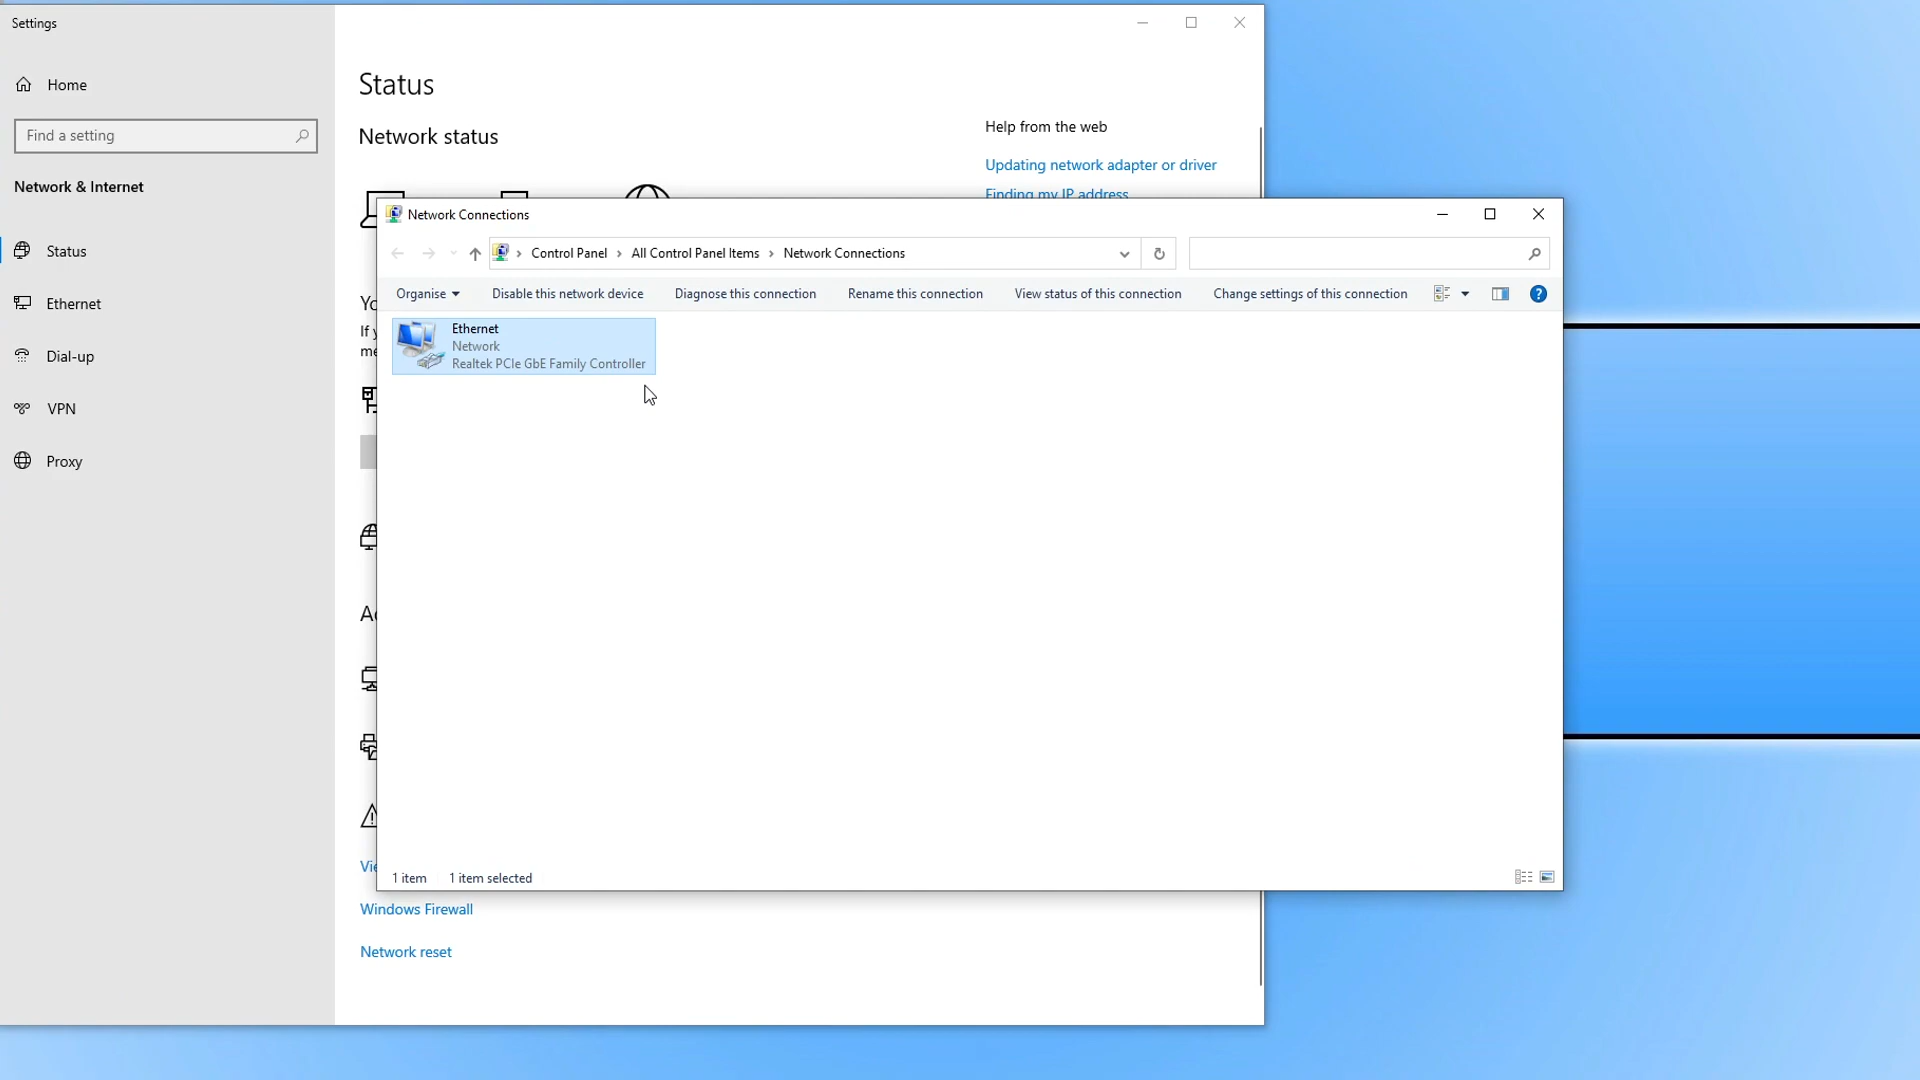 Settings
Home
Find a setting
Network & Internet
Status
Ethernet
Dial-up
VPN
Proxy
Status
Network status
Help from the web
Updating network adapter or driver
Finding my IP address
Network Connections
Control Panel > All Control Panel Items > Network Connections
Organise Disable this network device Diagnose this connection Rename this connection View status of this connection Change settings of this connection
Ethernet
Network
Realtek PCIe GbE Family Controller
1 item 1 item selected
Windows Firewall
Network reset